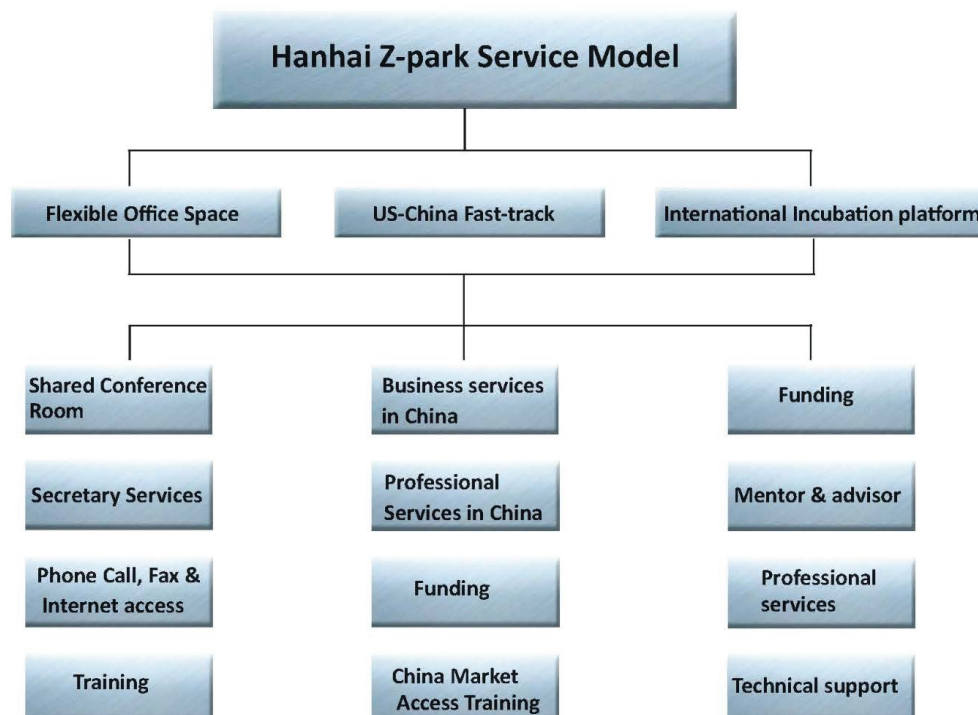 Hanhai Z-park Service Model
Flexible Office Space
US-China Fast-track
International Incubation platform
Shared Conference
Room
Business services
in China
Funding
Secretary Services
Professional
Services in China
Mentor & advisor
Phone Call, Fax &
Internet access
Funding
Professional
services
Training
China Market
Access Training
Technical support